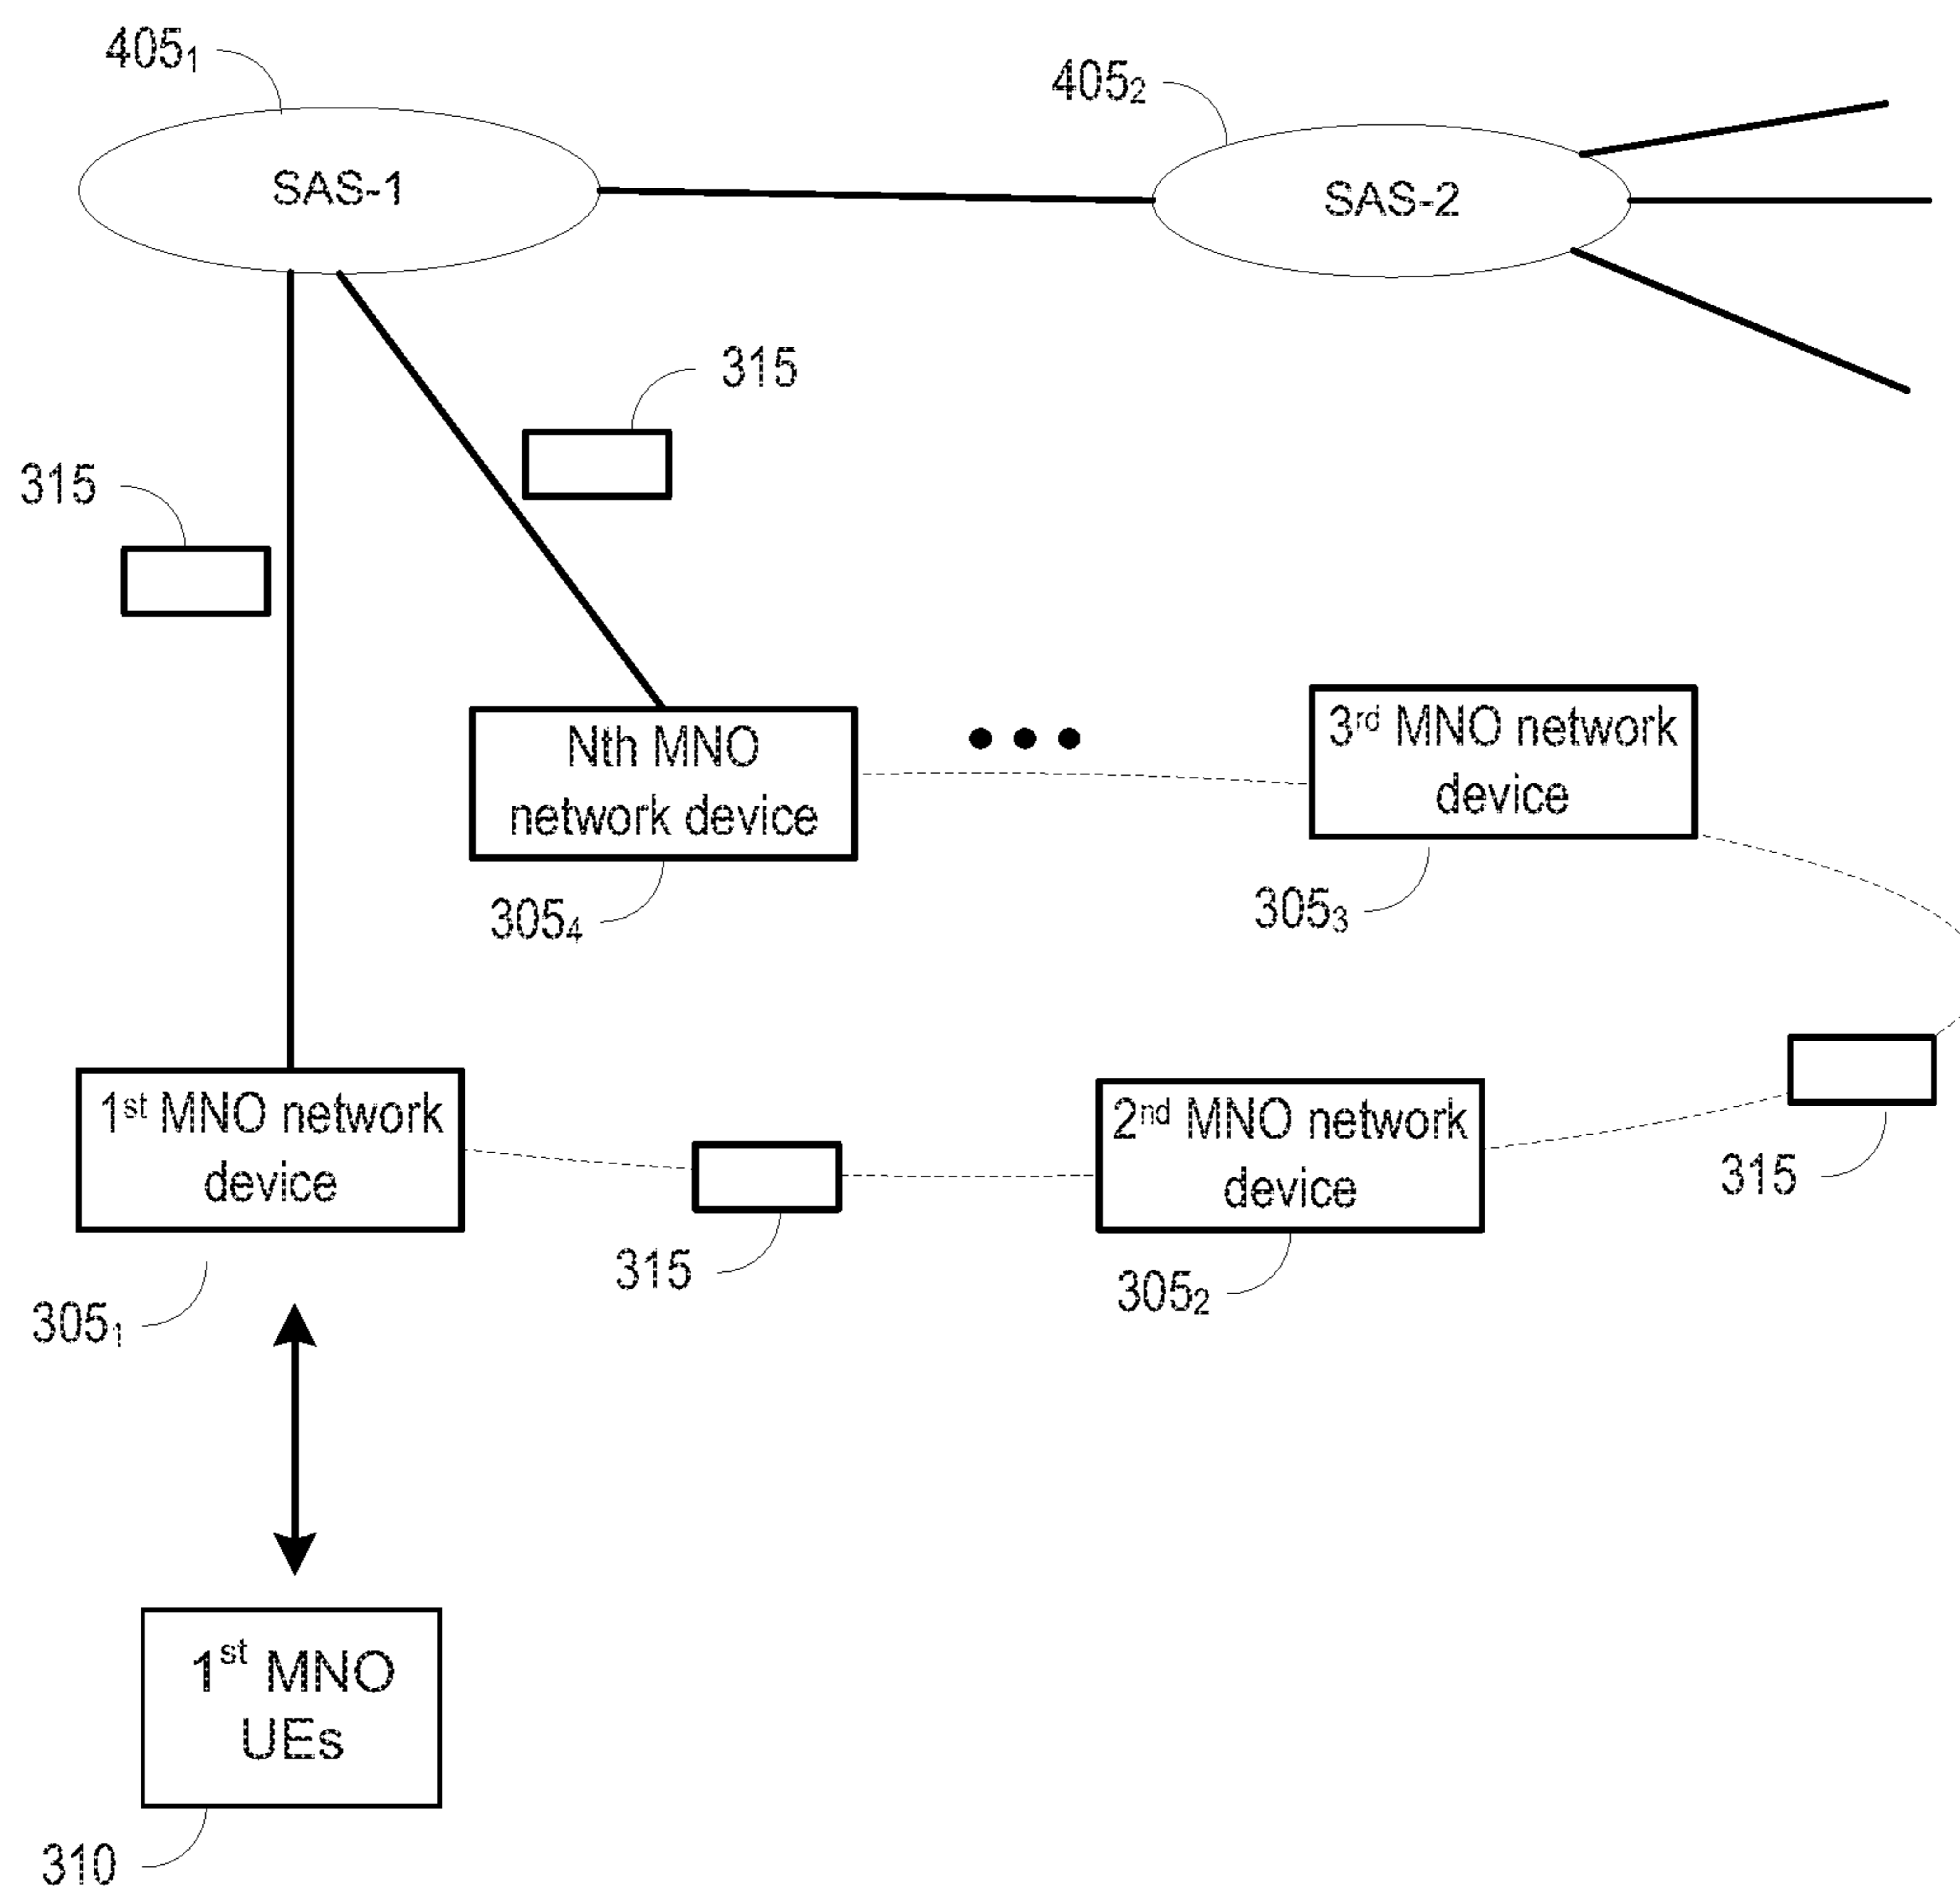 405₁
405₂
SAS-1
SAS-2
315
315
Nth MNO
network device
3rd MNO network
device
305₄
305₃
1st MNO network
device
2nd MNO network
device
315
315
305₂
305₁
1st MNO
UEs
310